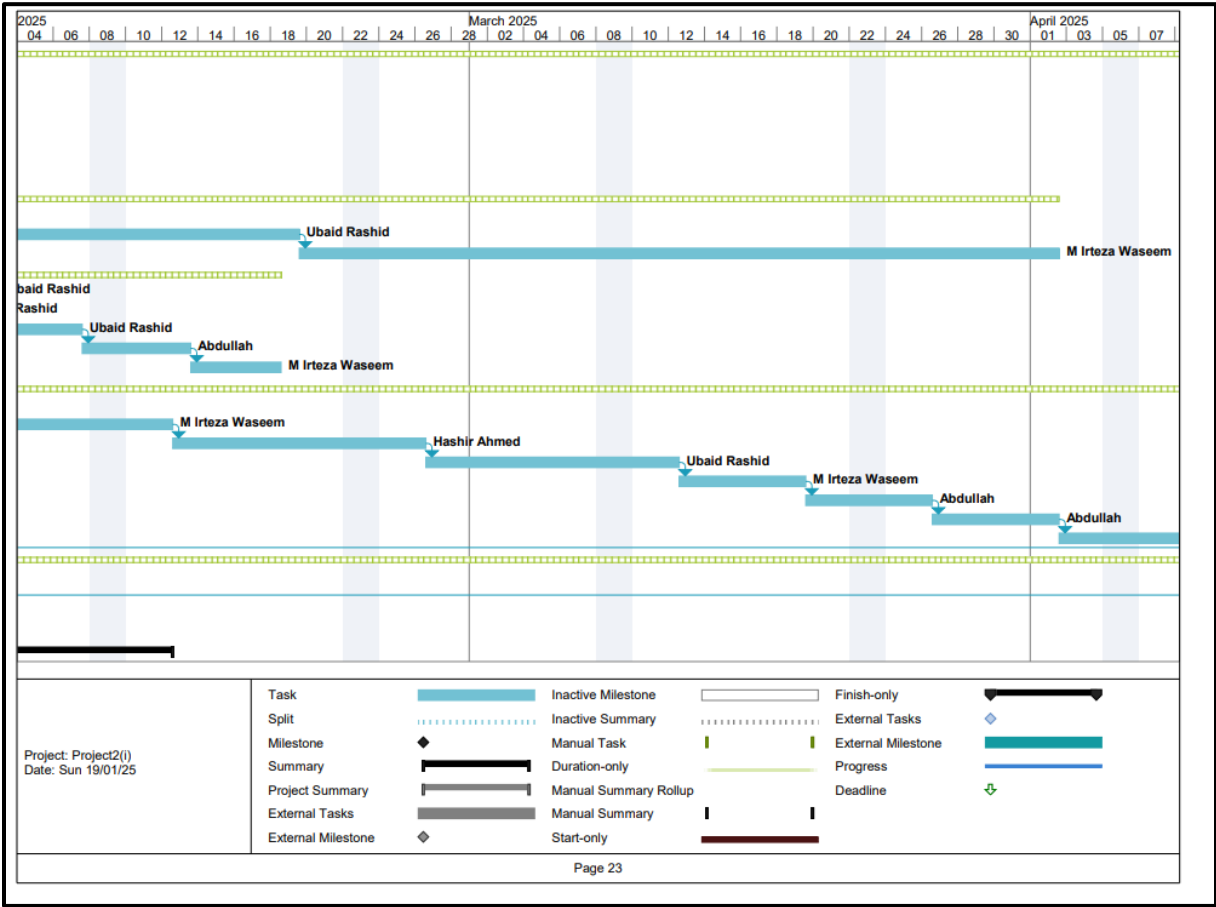 2025 March 2025 April 2025
04 06 08 10 12 14 16 18 20 22 24 26 28 02 04 06 08 10 12 14 16 18 20 22 24 26 28 30 01 03 05 07
Ubaid Rashid
M Irteza Waseem
baid Rashid
Rashid
Ubaid Rashid
Abdullah
M Irteza Waseem
M Irteza Waseem
Hashir Ahmed
Ubaid Rashid
M Irteza Waseem
Abdullah
Abdullah
Project: Project2(i)
Date: Sun 19/01/25
Task
Split
Milestone
Summary
Project Summary
External Tasks
External Milestone
Inactive Milestone
Inactive Summary
Manual Task
Duration-only
Manual Summary Rollup
Manual Summary
Start-only
Finish-only
External Tasks
External Milestone
Progress
Deadline
Page 23